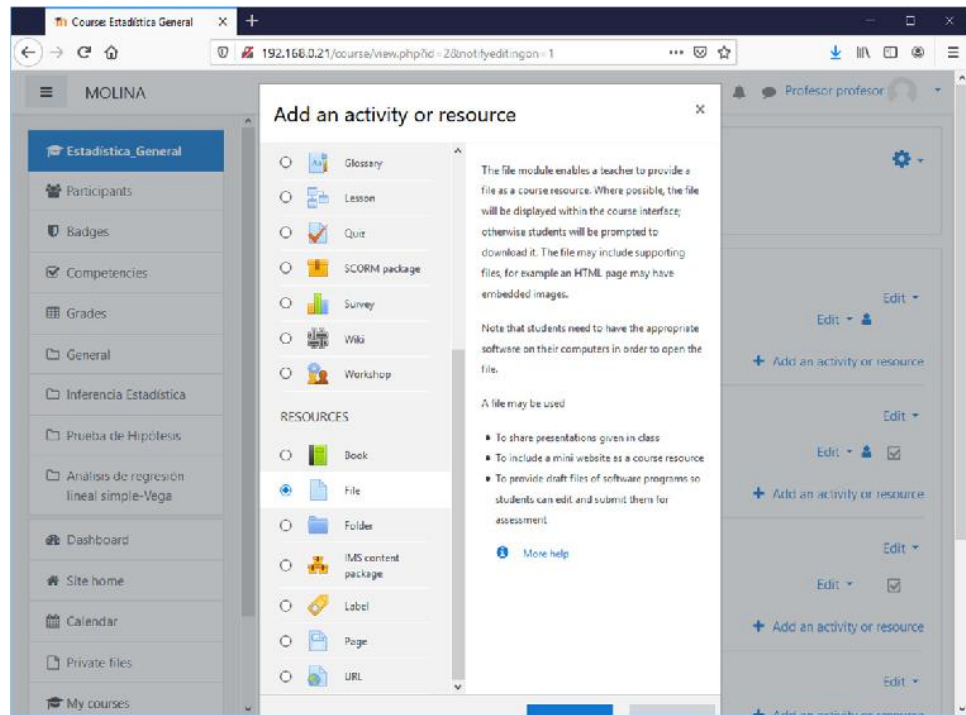 Course: Estadística General
192.168.0.21/course/view.php?id=2&notifyeditingon=1
MOLINA
Profesor profesor
Estadística_General
Participants
Badges
Competencies
Grades
General
Inferencia Estadística
Prueba de Hipótesis
Análisis de regresión
lineal simple-Vega
Dashboard
Site home
Calendar
Private files
My courses
Add an activity or resource
Glossary
Lesson
Quiz
SCORM package
Survey
Wiki
Workshop
RESOURCES
Book
File
Folder
IMS content
package
Label
Page
URL
The file module enables a teacher to provide a
file as a course resource. Where possible, the file
will be displayed within the course interface;
otherwise students will be prompted to
download it. The file may include supporting
files, for example an HTML page may have
embedded images.
Note that students need to have the appropriate
software on their computers in order to open the
file.
A file may be used
To share presentations given in class
To include a mini website as a course resource
To provide draft files of software programs so
students can edit and submit them for
assessment
More help
Edit
Edit
Add an activity or resource
Edit
Edit
Add an activity or resource
Edit
Edit
Add an activity or resource
Edit
Add an activity or resource